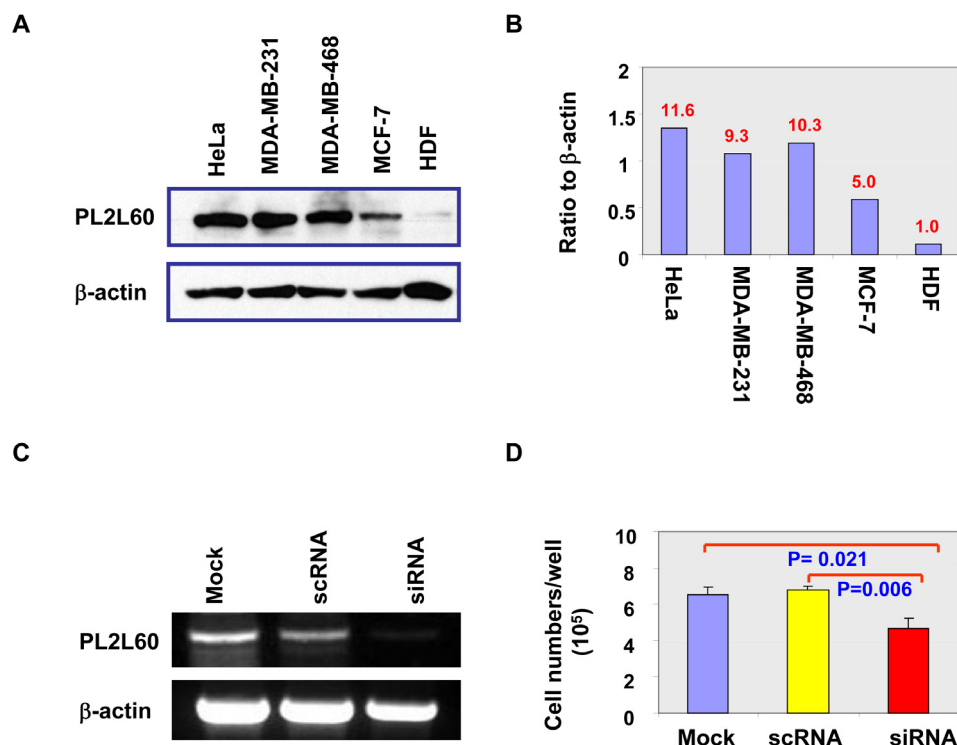 A
HeLa
MDA-MB-231
MDA-MB-468
MCF-7
HDF
PL2L60
β-actin
B
Ratio to β-actin
2
1.5
1
0.5
0
11.6
9.3
10.3
5.0
1.0
HeLa
MDA-MB-231
MDA-MB-468
MCF-7
HDF
C
Mock
scRNA
siRNA
PL2L60
β-actin
D
Cell numbers/well
(10⁵)
10
8
6
4
2
0
P= 0.021
P=0.006
Mock
scRNA
siRNA